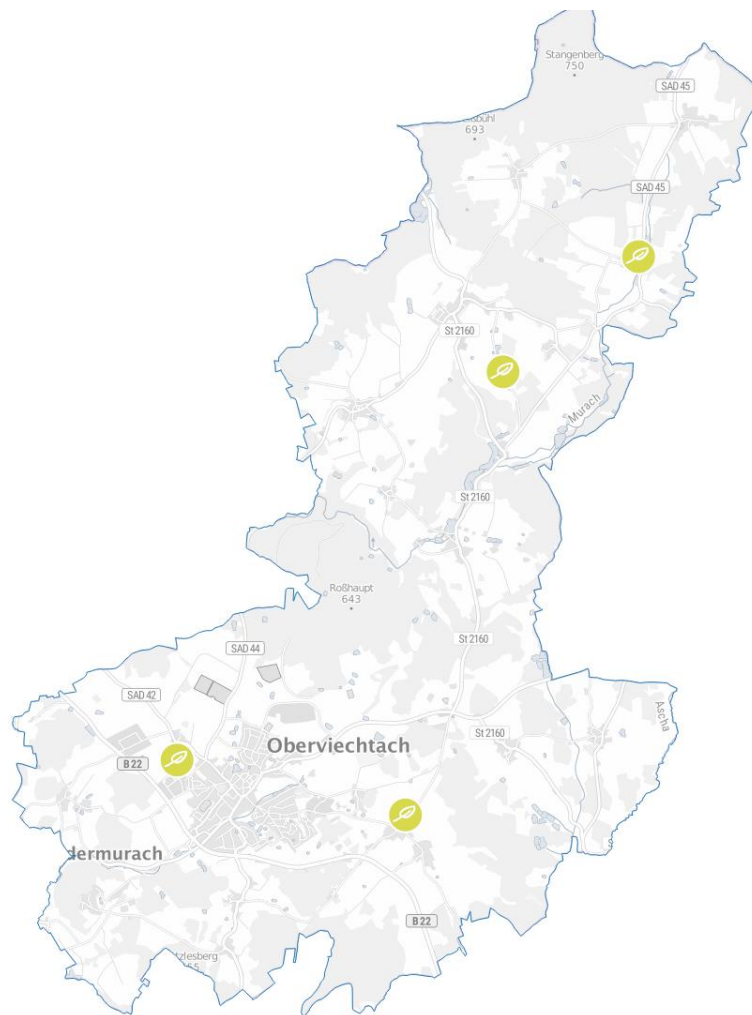 Stangenberg
750
SAD 45
693
SAD 45
St 2160
Murach
St 2160
Roßhaupt
643
St 2160
SAD 44
SAD 42
Ascha
St 2160
Oberviechtach
B 22
dermurach
B 22
tzlesberg